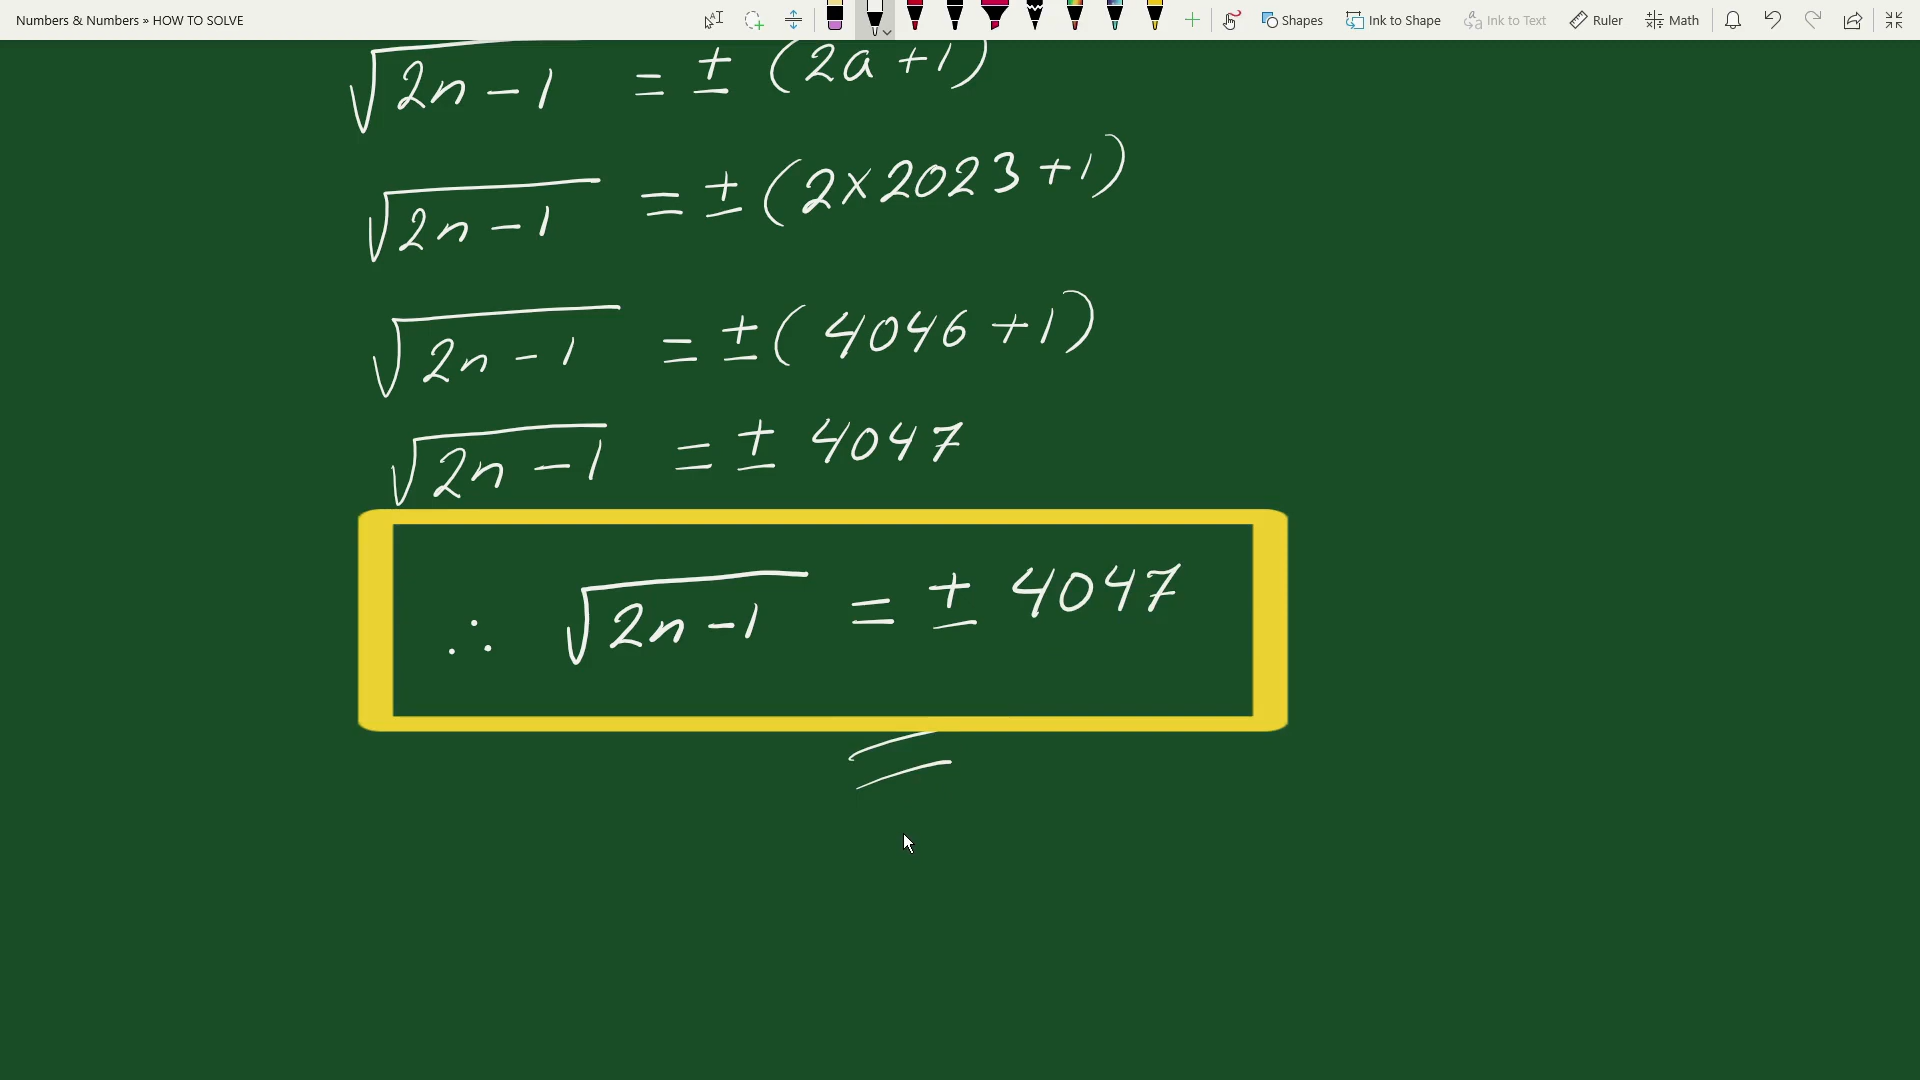 Numbers & Numbers » HOW TO SOLVE Shapes Ink to Shape Ink to Text Ruler Math
√2n-1 = ± (2a+1)
√2n-1 = ± (2×2023+1)
√2n-1 = ± (4046+1)
√2n-1 = ± 4047
∴ √2n-1 = ± 4047